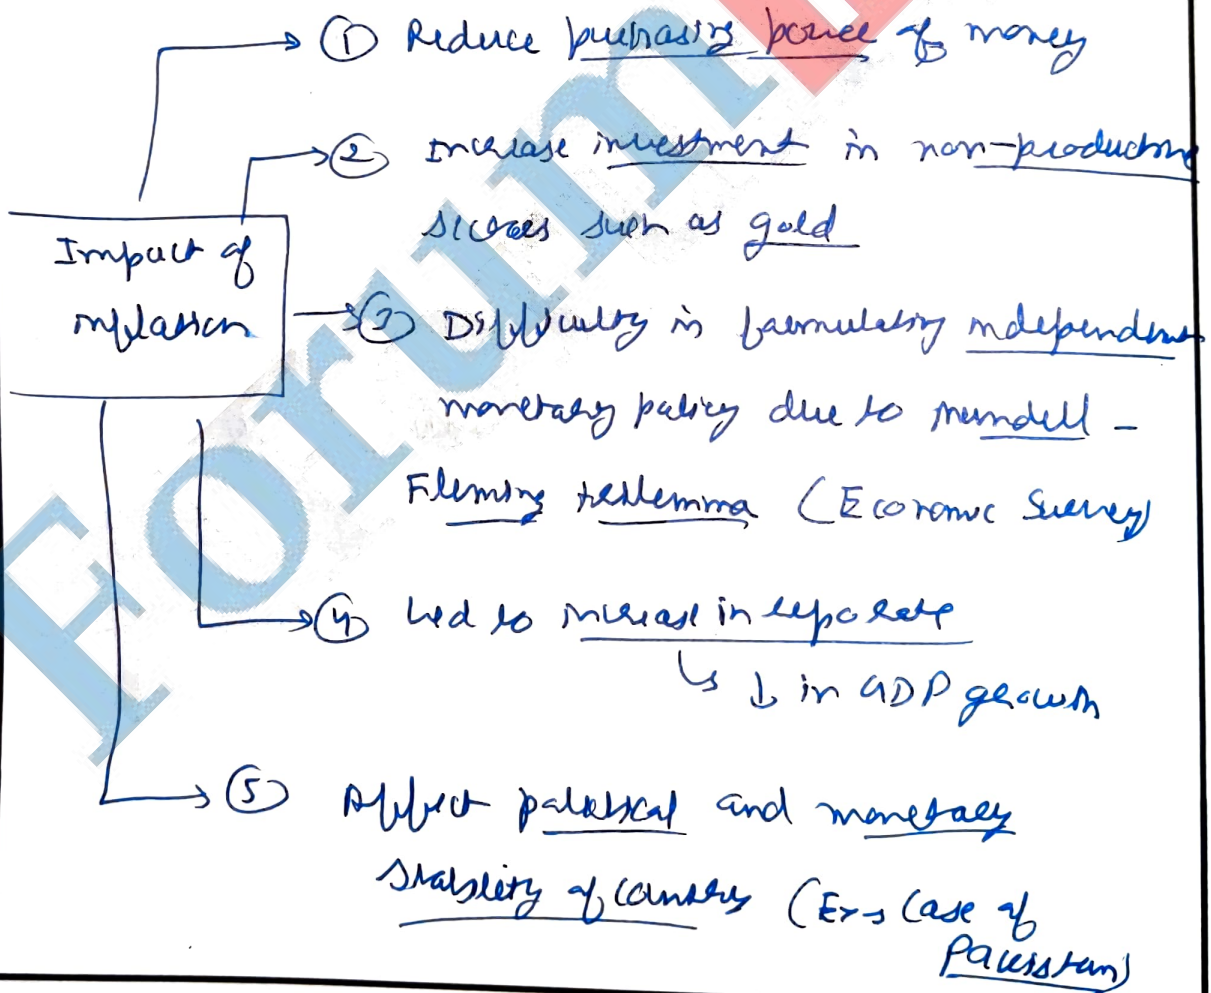 ① Reduce purchasing power of money
② Increase investment in non-productive
sectors such as gold
Impact of
inflation
③ Difficulty in formulating independent
monetary policy due to mundell -
Fleming trilemma (Economic Survey)
④ Led to increase in repo rate
↳ ↓ in GDP growth
⑤ Affect political and monetary
stability of country (Ex→ Case of
Pakistan)
Forum